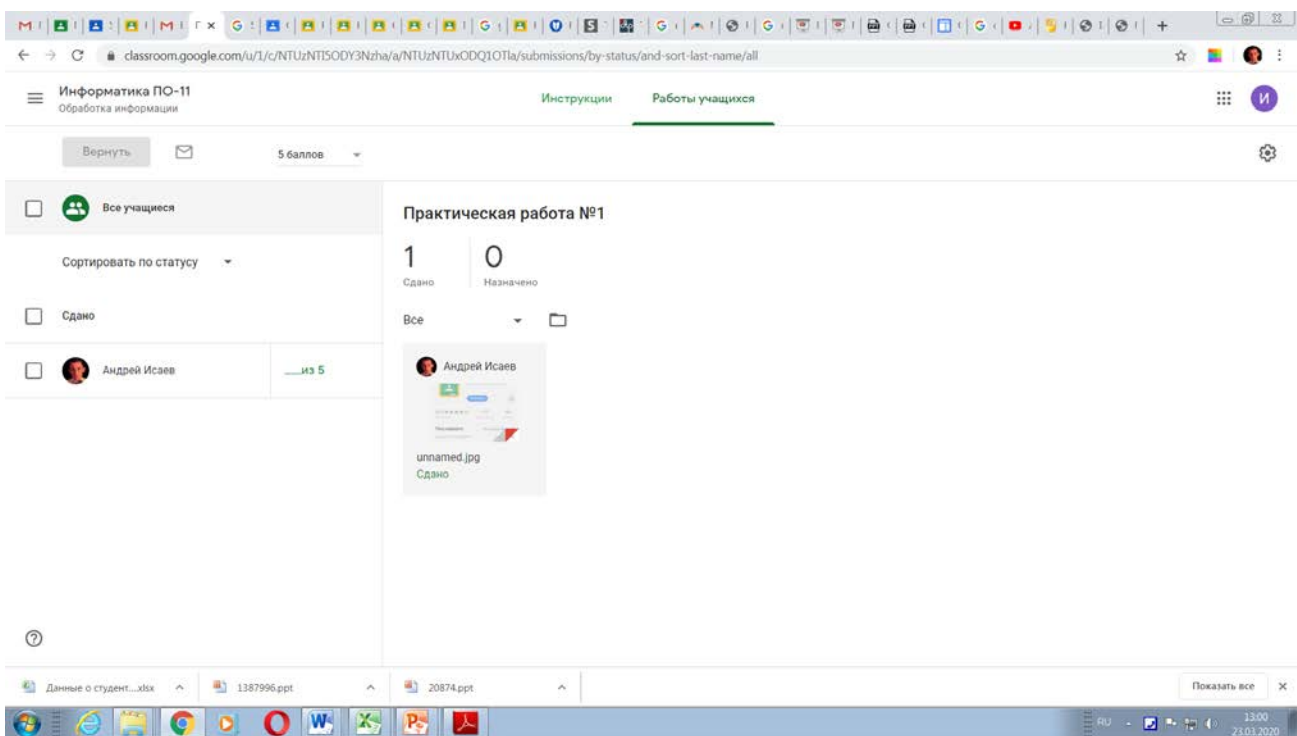 classroom.google.com/u/1/c/NTUzNTI5ODY3Nzha/a/NTUzNTUxODQ1OTla/submissions/by-status/and-sort-last-name/all
Информатика ПО-11
Обработка информации
Инструкции
Работы учащихся
И
Вернуть
5 баллов
Все учащиеся
Сортировать по статусу
Сдано
Андрей Исаев
___из 5
Практическая работа №1
1
Сдано
0
Назначено
Все
Андрей Исаев
unnamed.jpg
Сдано
Данные о студент....xlsx
1387996.ppt
20874.ppt
Показать все
RU
13:00
23.03.2020